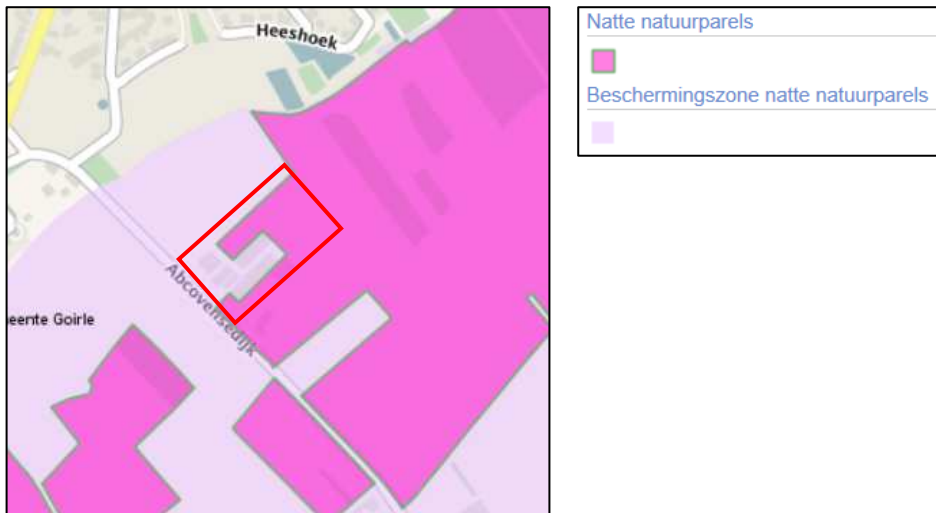 Heeshoek
Abcovensedijk
eente Goirle
Natte natuurparels
Beschermingszone natte natuurparels